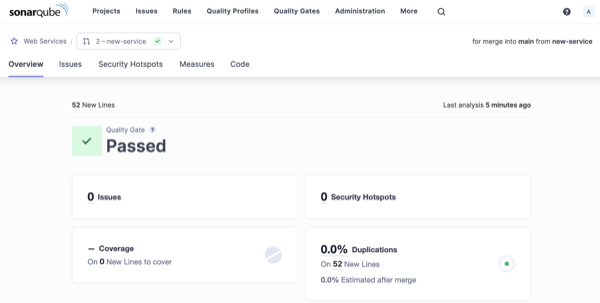 sonarqube Projects Issues Rules Quality Profiles Quality Gates Administration More ? A
Web Services / 2 – new-service for merge into main from new-service
Overview Issues Security Hotspots Measures Code
52 New Lines Last analysis 5 minutes ago
Quality Gate ?
Passed
0 Issues 0 Security Hotspots
– Coverage 0.0% Duplications
On 0 New Lines to cover On 52 New Lines
0.0% Estimated after merge